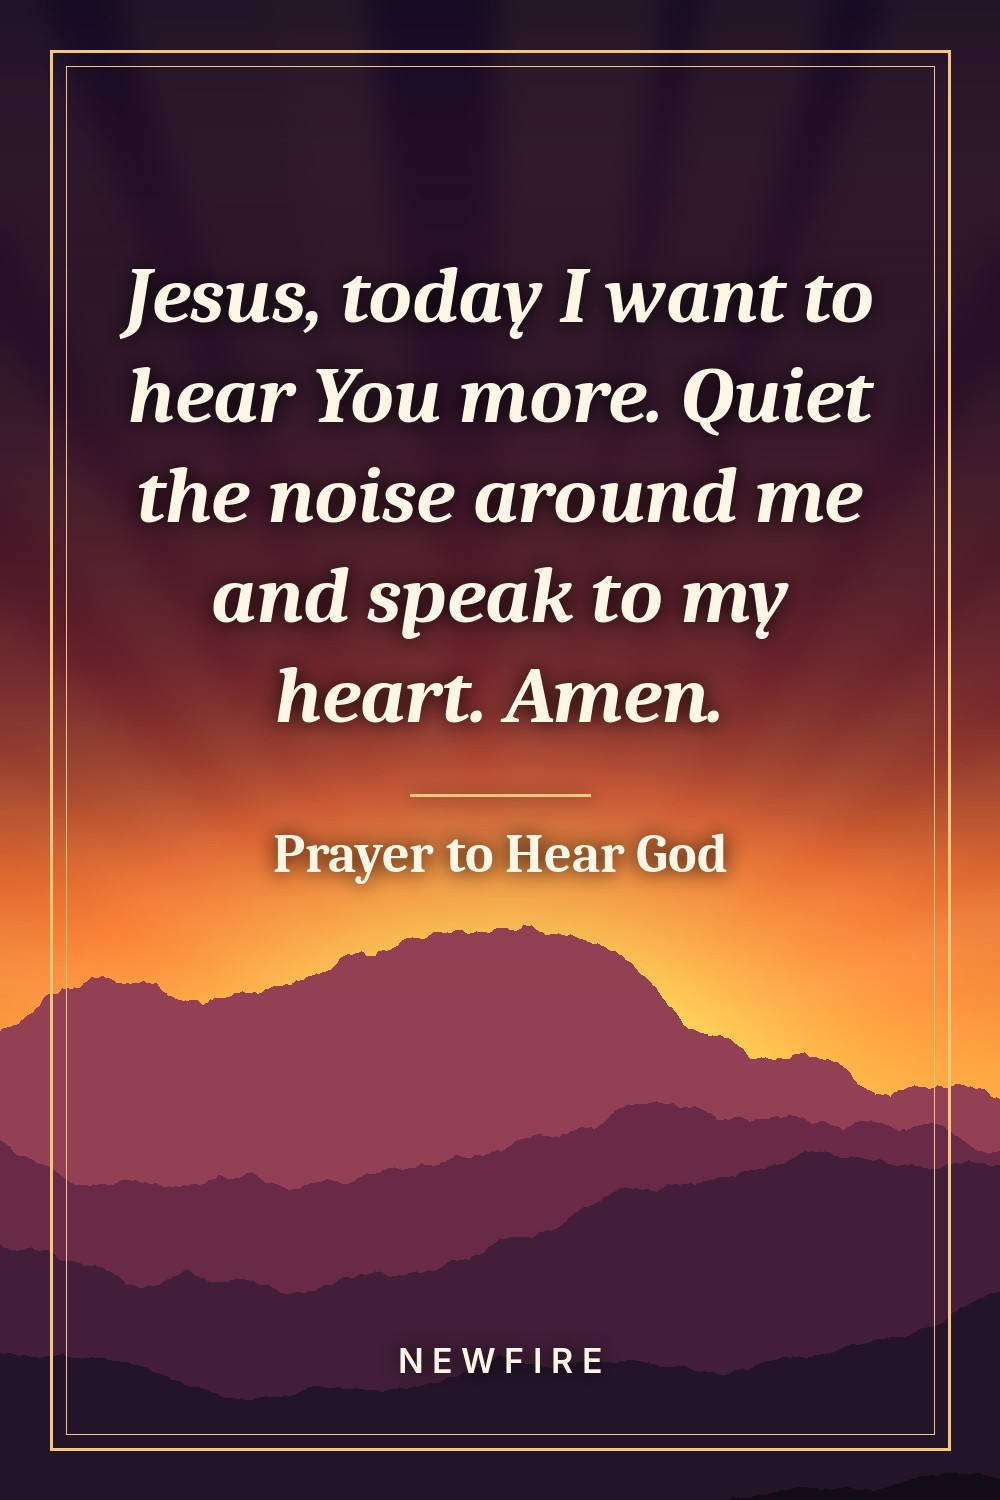 Jesus, today I want to
hear You more. Quiet
the noise around me
and speak to my
heart. Amen.
Prayer to Hear God
NEWFIRE